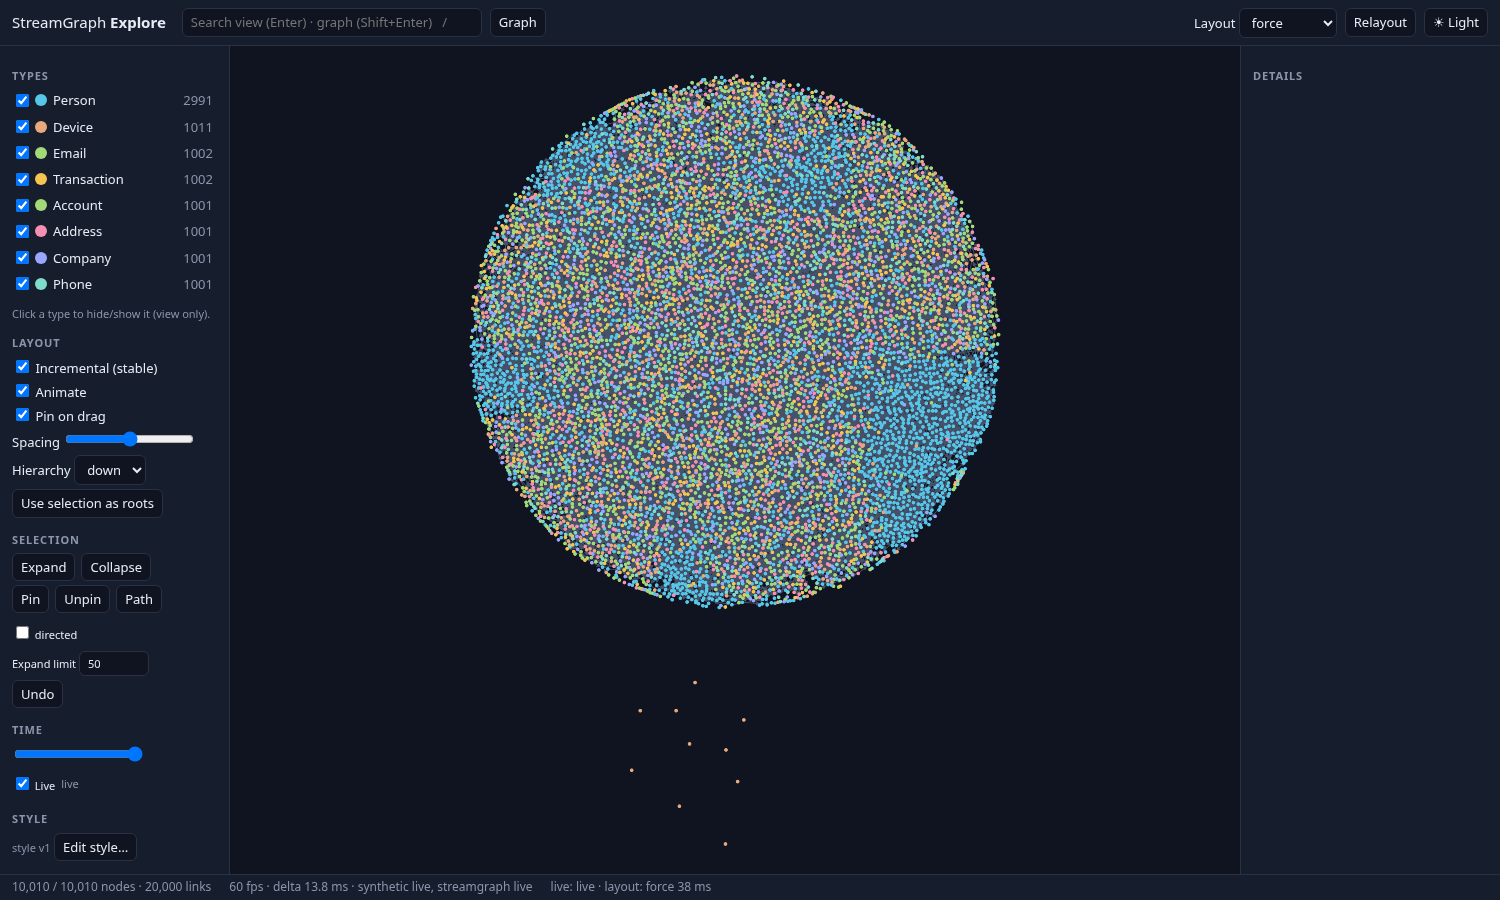 StreamGraph Explore
Search view (Enter) · graph (Shift+Enter) /
Graph
Layout force
Relayout
☀ Light
TYPES
Person 2991
Device 1011
Email 1002
Transaction 1002
Account 1001
Address 1001
Company 1001
Phone 1001
Click a type to hide/show it (view only).
LAYOUT
Incremental (stable)
Animate
Pin on drag
Spacing
Hierarchy down
Use selection as roots
SELECTION
Expand Collapse
Pin Unpin Path
directed
Expand limit 50
Undo
TIME
Live live
STYLE
style v1 Edit style...
DETAILS
10,010 / 10,010 nodes · 20,000 links 60 fps · delta 13.8 ms · synthetic live, streamgraph live live: live · layout: force 38 ms